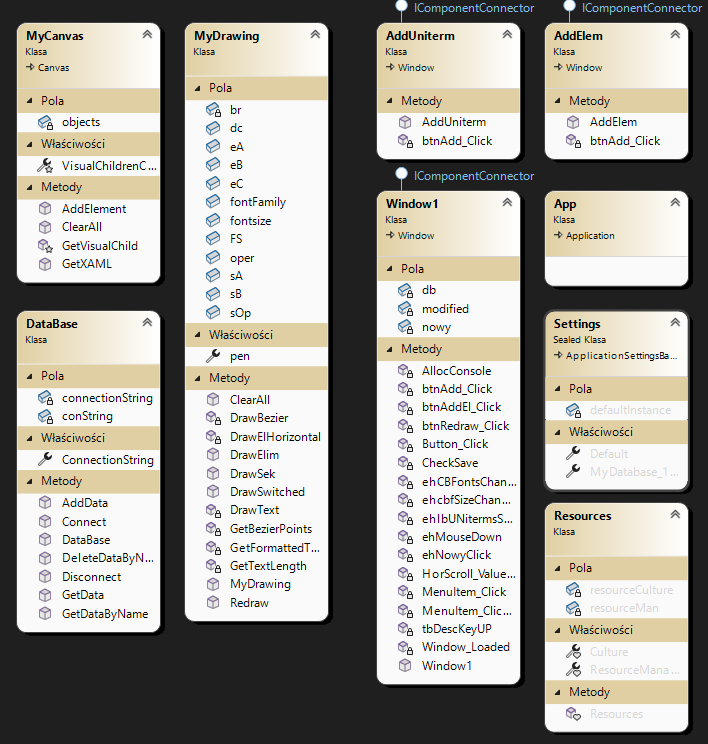 MyCanvas
Klasa
Canvas
Pola
objects
Właściwości
VisualChildrenC...
Metody
AddElement
ClearAll
GetVisualChild
GetXAML
DataBase
Klasa
Pola
connectionString
conString
Właściwości
ConnectionString
Metody
AddData
Connect
DataBase
DeleteDataByN...
Disconnect
GetData
GetDataByName
MyDrawing
Klasa
Pola
br
dc
eA
eB
eC
fontFamily
fontsize
FS
oper
sA
sB
sOp
Właściwości
pen
Metody
ClearAll
DrawBezier
DrawElHorizontal
DrawElim
DrawSek
DrawSwitched
DrawText
GetBezierPoints
GetFormattedT...
GetTextLength
MyDrawing
Redraw
IComponentConnector
AddUniterm
Klasa
Window
Metody
AddUniterm
btnAdd_Click
IComponentConnector
Window1
Klasa
Window
Pola
db
modified
nowy
Metody
AllocConsole
btnAdd_Click
btnAddEl_Click
btnRedraw_Click
Button_Click
CheckSave
ehCBFontsChan...
ehcbfSizeChan...
ehlbUNitermsS...
ehMouseDown
ehNowyClick
HorScroll_Value...
MenuItem_Click
MenuItem_Clic...
tbDescKeyUP
Window_Loaded
Window1
IComponentConnector
AddElem
Klasa
Window
Metody
AddElem
btnAdd_Click
App
Klasa
Application
Settings
Sealed Klasa
ApplicationSettingsBa...
Pola
defaultInstance
Właściwości
Default
MyDatabase_1...
Resources
Klasa
Pola
resourceCulture
resourceMan
Właściwości
Culture
ResourceMana...
Metody
Resources